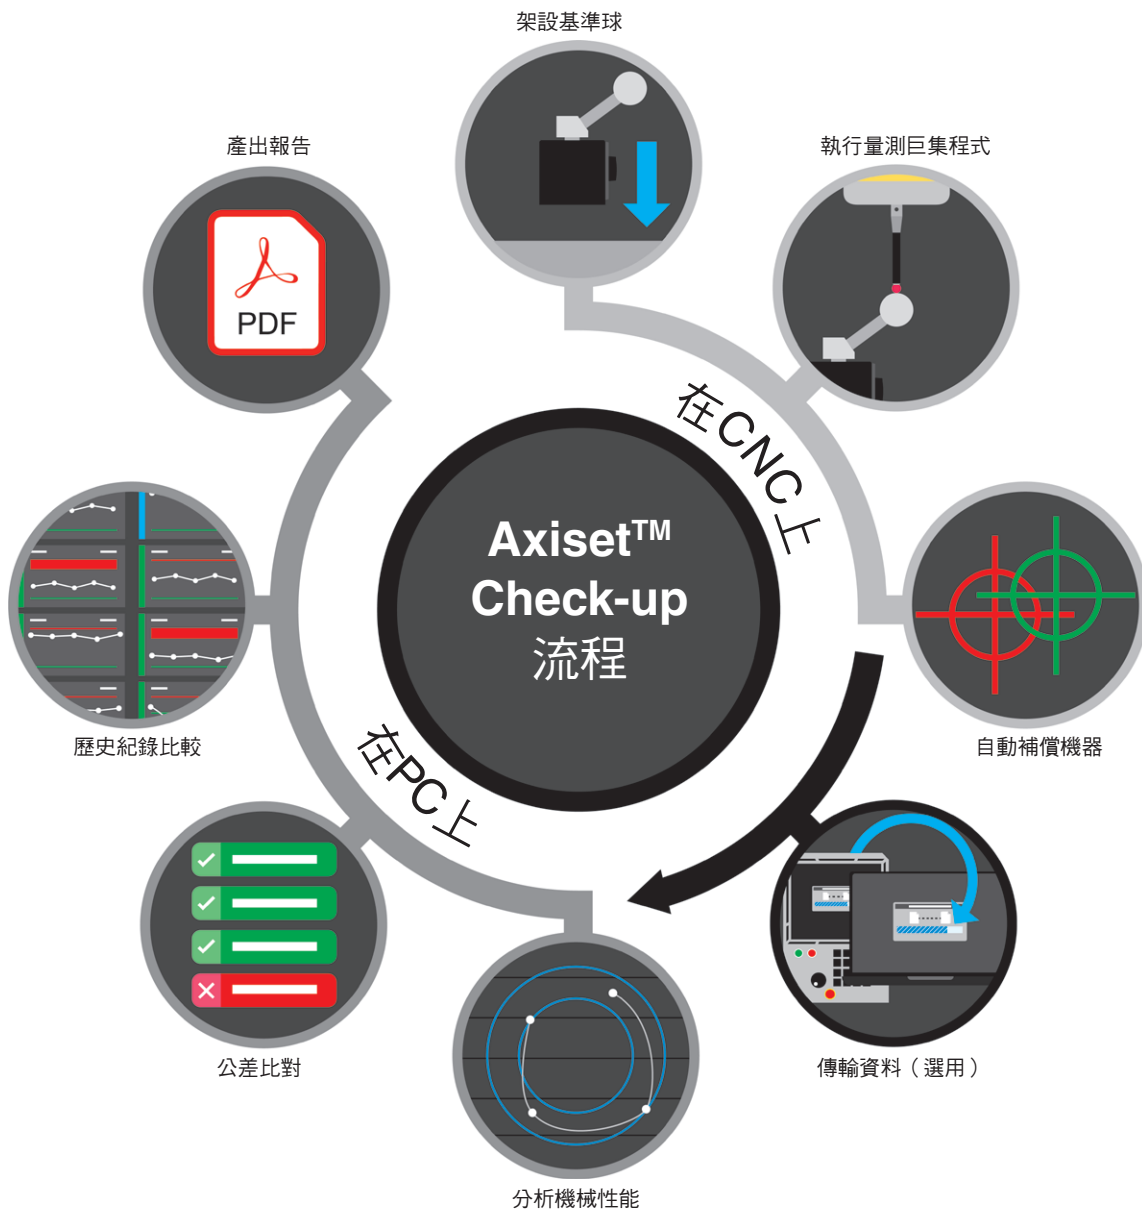 架設基準球
產出報告
執行量測巨集程式
PDF
在CNC上
Axiset™
Check-up
流程
歷史紀錄比較
自動補償機器
在PC上
公差比對
傳輸資料（選用）
分析機械性能